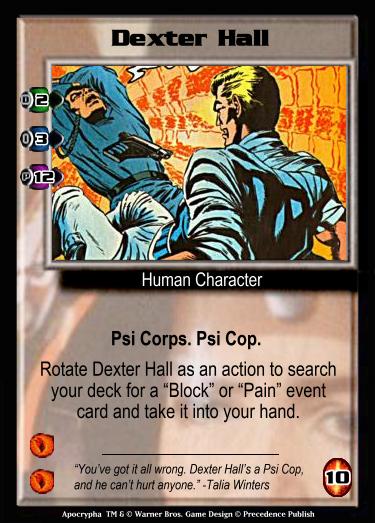 Dexter Hall
D 2
I 3
P 12
Human Character
Psi Corps. Psi Cop.
Rotate Dexter Hall as an action to search
your deck for a “Block” or “Pain” event
card and take it into your hand.
“You've got it all wrong. Dexter Hall's a Psi Cop,
and he can't hurt anyone.” -Talia Winters
10
Apocrypha TM & © Warner Bros. Game Design © Precedence Publish